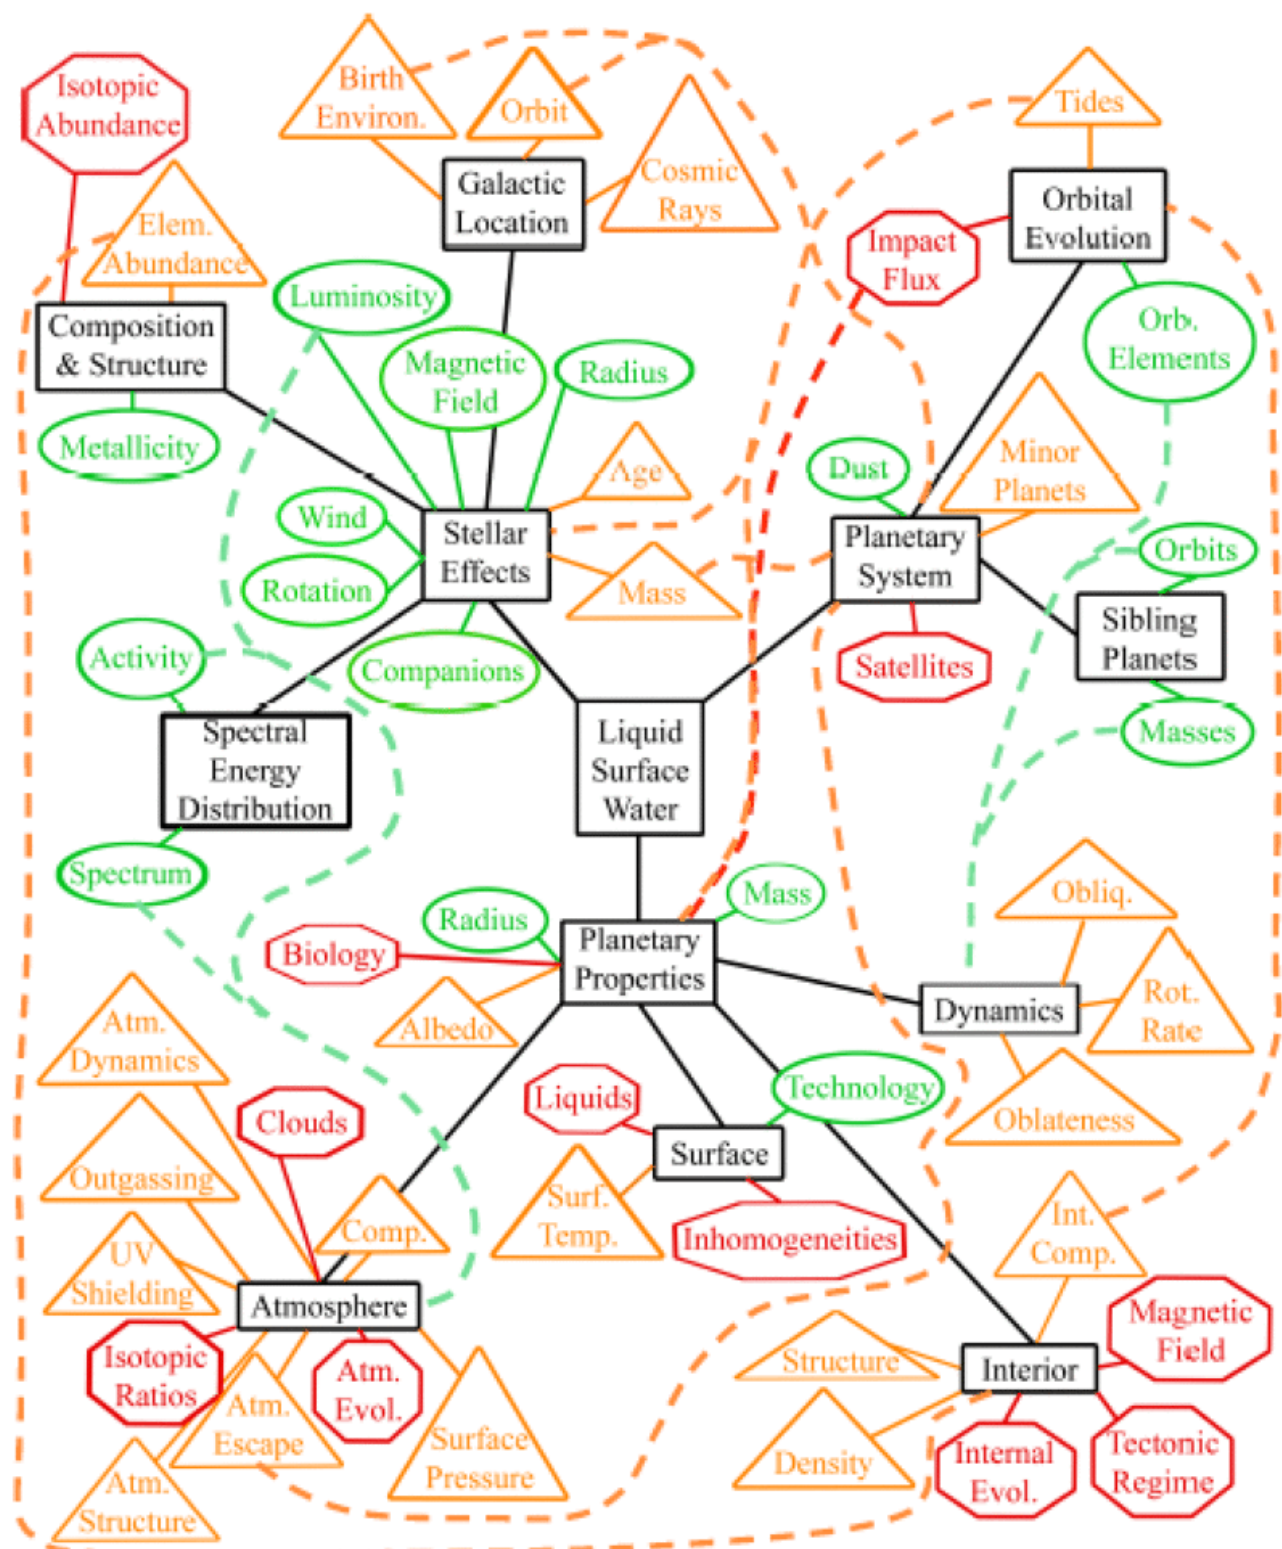 Isotopic
Abundance
Birth
Environ.
Orbit
Cosmic
Rays
Tides
Galactic
Location
Orbital
Evolution
Impact
Flux
Elem.
Abundance
Luminosity
Composition
& Structure
Magnetic
Field
Radius
Orb.
Elements
Metallicity
Age
Dust
Minor
Planets
Wind
Stellar
Effects
Rotation
Mass
Planetary
System
Orbits
Sibling
Planets
Activity
Companions
Satellites
Masses
Spectral
Energy
Distribution
Liquid
Surface
Water
Spectrum
Radius
Mass
Biology
Planetary
Properties
Albedo
Obliq.
Dynamics
Rot.
Rate
Atm.
Dynamics
Clouds
Liquids
Technology
Oblateness
Surface
Outgassing
Comp.
Surf.
Temp.
Inhomogeneities
Int.
Comp.
UV
Shielding
Atmosphere
Isotopic
Ratios
Atm.
Evol.
Structure
Interior
Magnetic
Field
Atm.
Escape
Surface
Pressure
Density
Internal
Evol.
Tectonic
Regime
Atm.
Structure